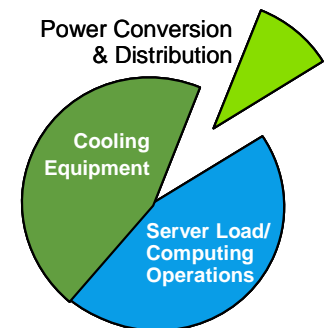 Power Conversion
& Distribution
Cooling
Equipment
Server Load/
Computing
Operations